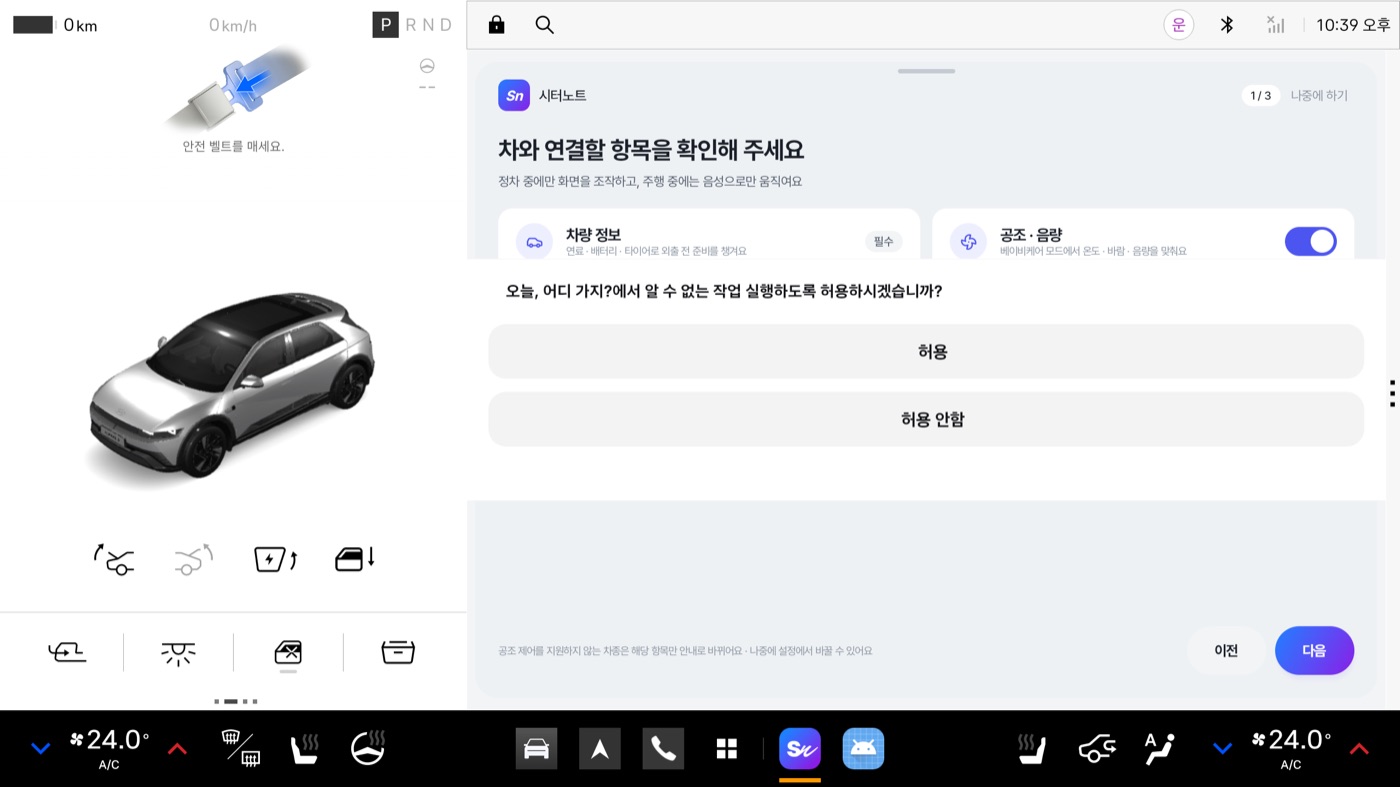 0 km
0 km/h
P R N D
안전 벨트를 매세요.
운
10:39 오후
Sn 시터노트
1 / 3
나중에 하기
차와 연결할 항목을 확인해 주세요
정차 중에만 화면을 조작하고, 주행 중에는 음성으로만 움직여요
차량 정보
연료 · 배터리 · 타이어로 외출 전 준비를 챙겨요
필수
공조 · 음량
베이비케어 모드에서 온도 · 바람 · 음량을 맞춰요
오늘, 어디 가지?에서 알 수 없는 작업 실행하도록 허용하시겠습니까?
허용
허용 안함
공조 제어를 지원하지 않는 차종은 해당 항목만 안내로 바뀌어요 · 나중에 설정에서 바꿀 수 있어요
이전
다음
24.0°
A/C
Sn
A
24.0°
A/C